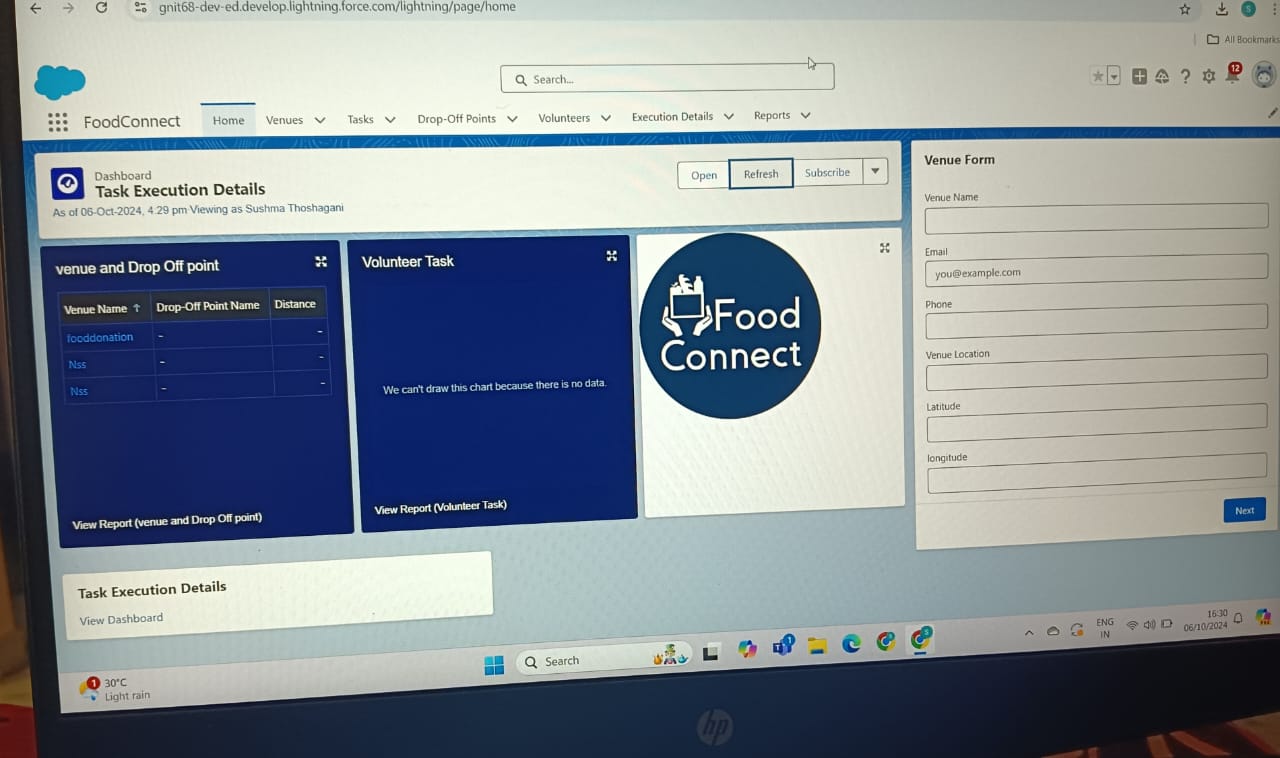 gnit68-dev-ed.develop.lightning.force.com/lightning/page/home
All Bookmarks
Search...
12
FoodConnect Home Venues Tasks Drop-Off Points Volunteers Execution Details Reports
Dashboard
Task Execution Details
As of 06-Oct-2024, 4:29 pm Viewing as Sushma Thoshagani
Open Refresh Subscribe
venue and Drop Off point
Venue Name ↑ Drop-Off Point Name Distance
fooddonation - -
Nss - -
Nss - -
View Report (venue and Drop Off point)
Volunteer Task
We can't draw this chart because there is no data.
View Report (Volunteer Task)
Food
Connect
Venue Form
Venue Name
Email
you@example.com
Phone
Venue Location
Latitude
longitude
Next
Task Execution Details
View Dashboard
1
30°C
Light rain
Search
1
S
ENG
IN
16:30
06/10/2024
hp